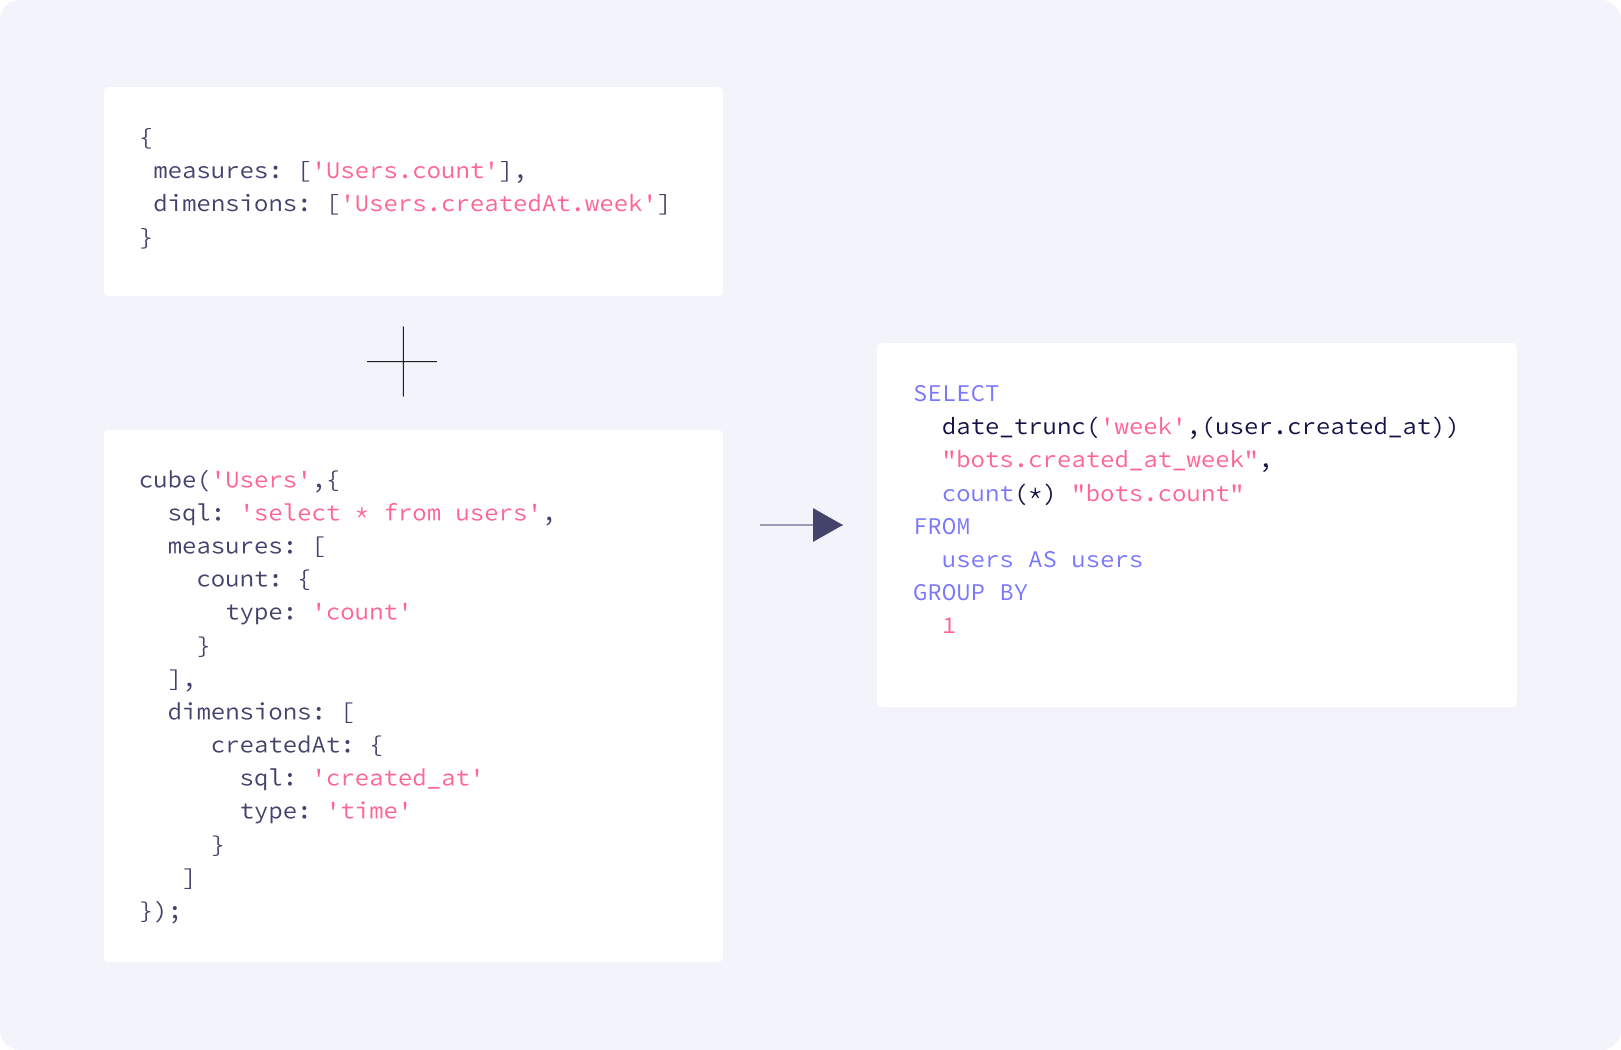 {
 measures: ['Users.count'],
 dimensions: ['Users.createdAt.week']
}
cube('Users',{
  sql: 'select * from users',
  measures: [
    count: {
      type: 'count'
    }
  ],
  dimensions: [
     createdAt: {
       sql: 'created_at'
       type: 'time'
     }
   ]
});
SELECT
  date_trunc('week',(user.created_at))
  "bots.created_at_week",
  count(*) "bots.count"
FROM
  users AS users
GROUP BY
  1